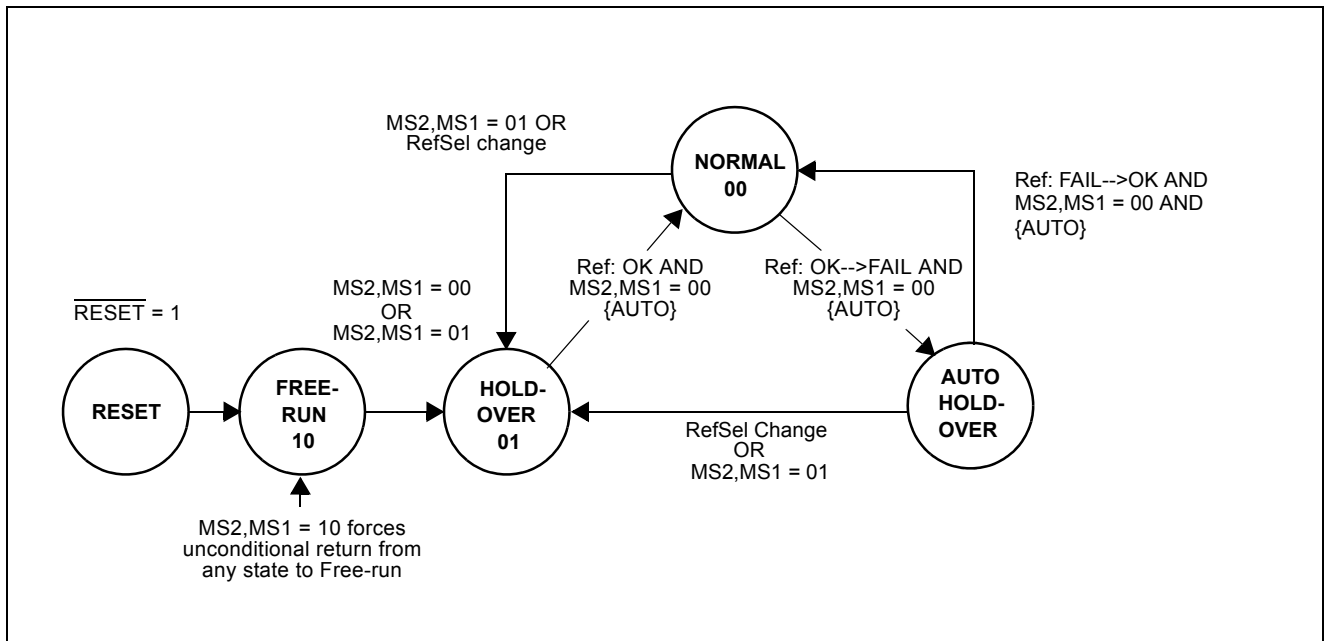 MS2,MS1 = 01 OR
RefSel change
NORMAL
00
Ref: FAIL-->OK AND
MS2,MS1 = 00 AND
{AUTO}
Ref: OK AND
MS2,MS1 = 00
{AUTO}
Ref: OK-->FAIL AND
MS2,MS1 = 00
{AUTO}
RESET = 1
MS2,MS1 = 00
OR
MS2,MS1 = 01
RESET
FREE-
RUN
10
HOLD-
OVER
01
AUTO
HOLD-
OVER
RefSel Change
OR
MS2,MS1 = 01
MS2,MS1 = 10 forces
unconditional return from
any state to Free-run